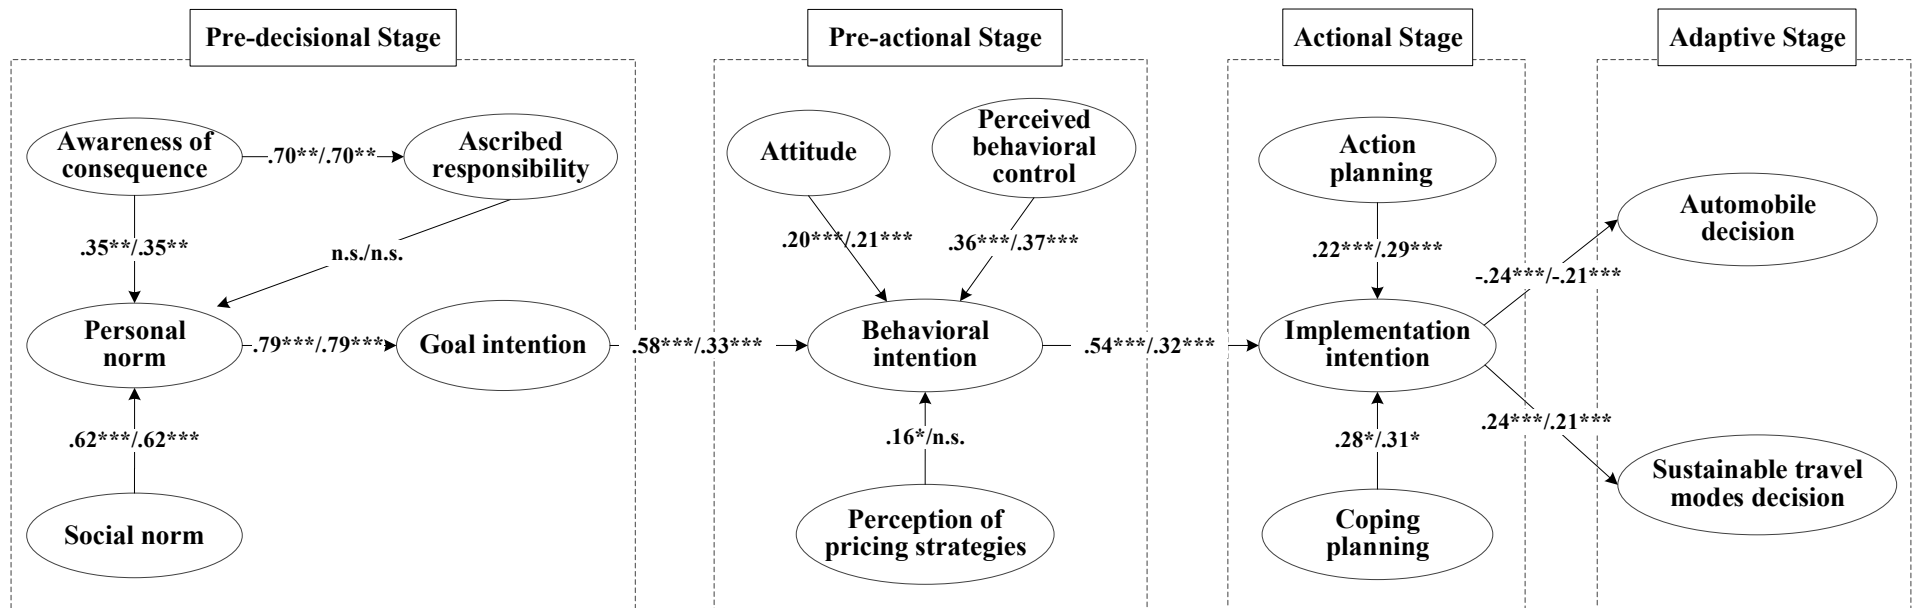 Pre-decisional Stage
Pre-actional Stage
Actional Stage
Adaptive Stage
Awareness of
consequence
.70**/.70**
Ascribed
responsibility
.35**/.35**
n.s./n.s.
Personal
norm
.79***/.79***
Goal intention
.62***/.62***
Social norm
.58***/.33***
Attitude
Perceived
behavioral
control
.20***/.21***
.36***/.37***
Behavioral
intention
.16*/n.s.
Perception of
pricing strategies
.54***/.32***
Action
planning
.22***/.29***
Implementation
intention
.28*/.31*
Coping
planning
-.24***/-.21***
.24***/.21***
Automobile
decision
Sustainable travel
modes decision